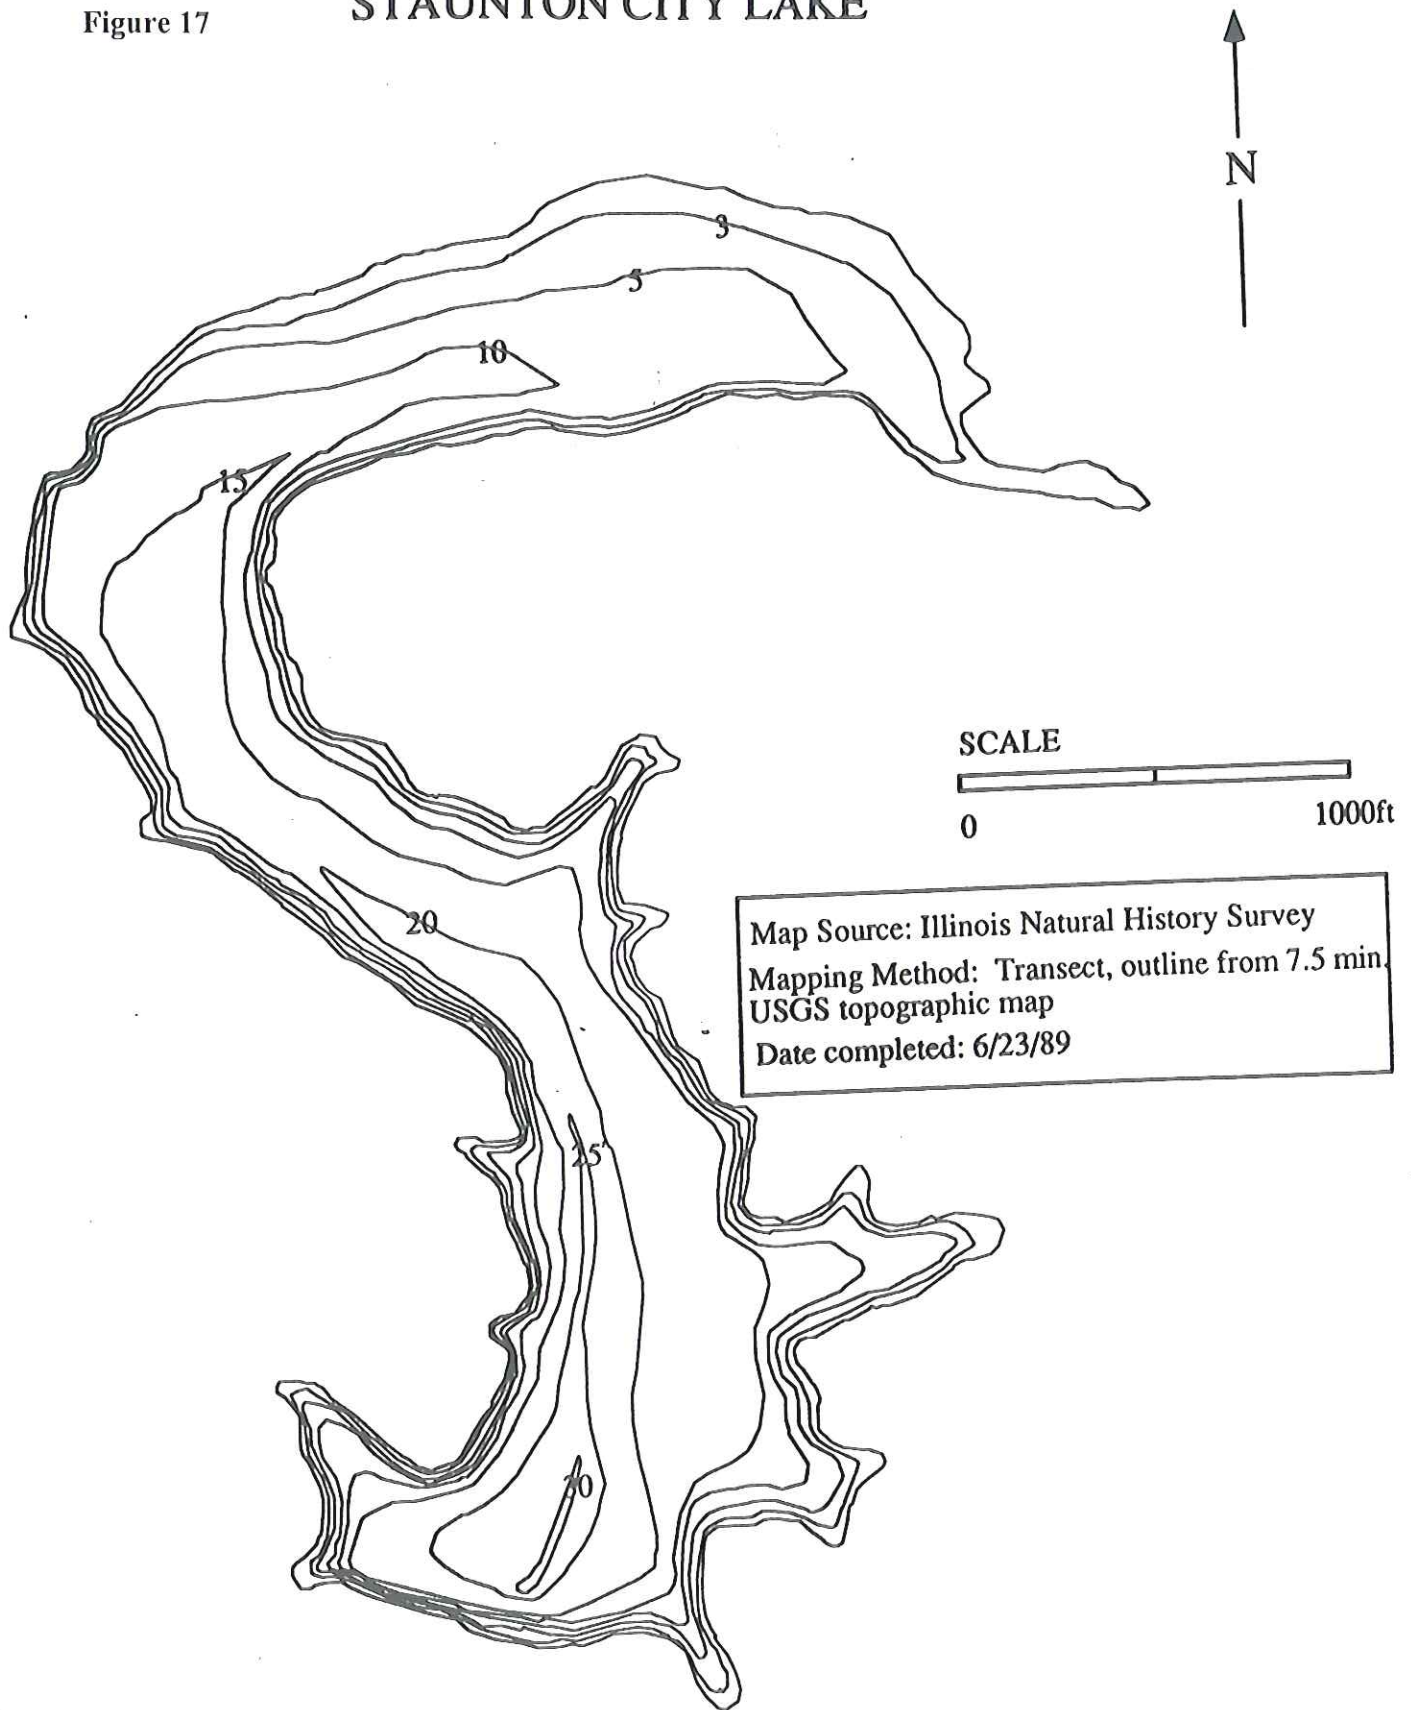 Figure 17
STAUNTON CITY LAKE
N
3
5
10
15
20
25'
30
SCALE
0
1000ft
Map Source: Illinois Natural History Survey
Mapping Method: Transect, outline from 7.5 min.
USGS topographic map
Date completed: 6/23/89